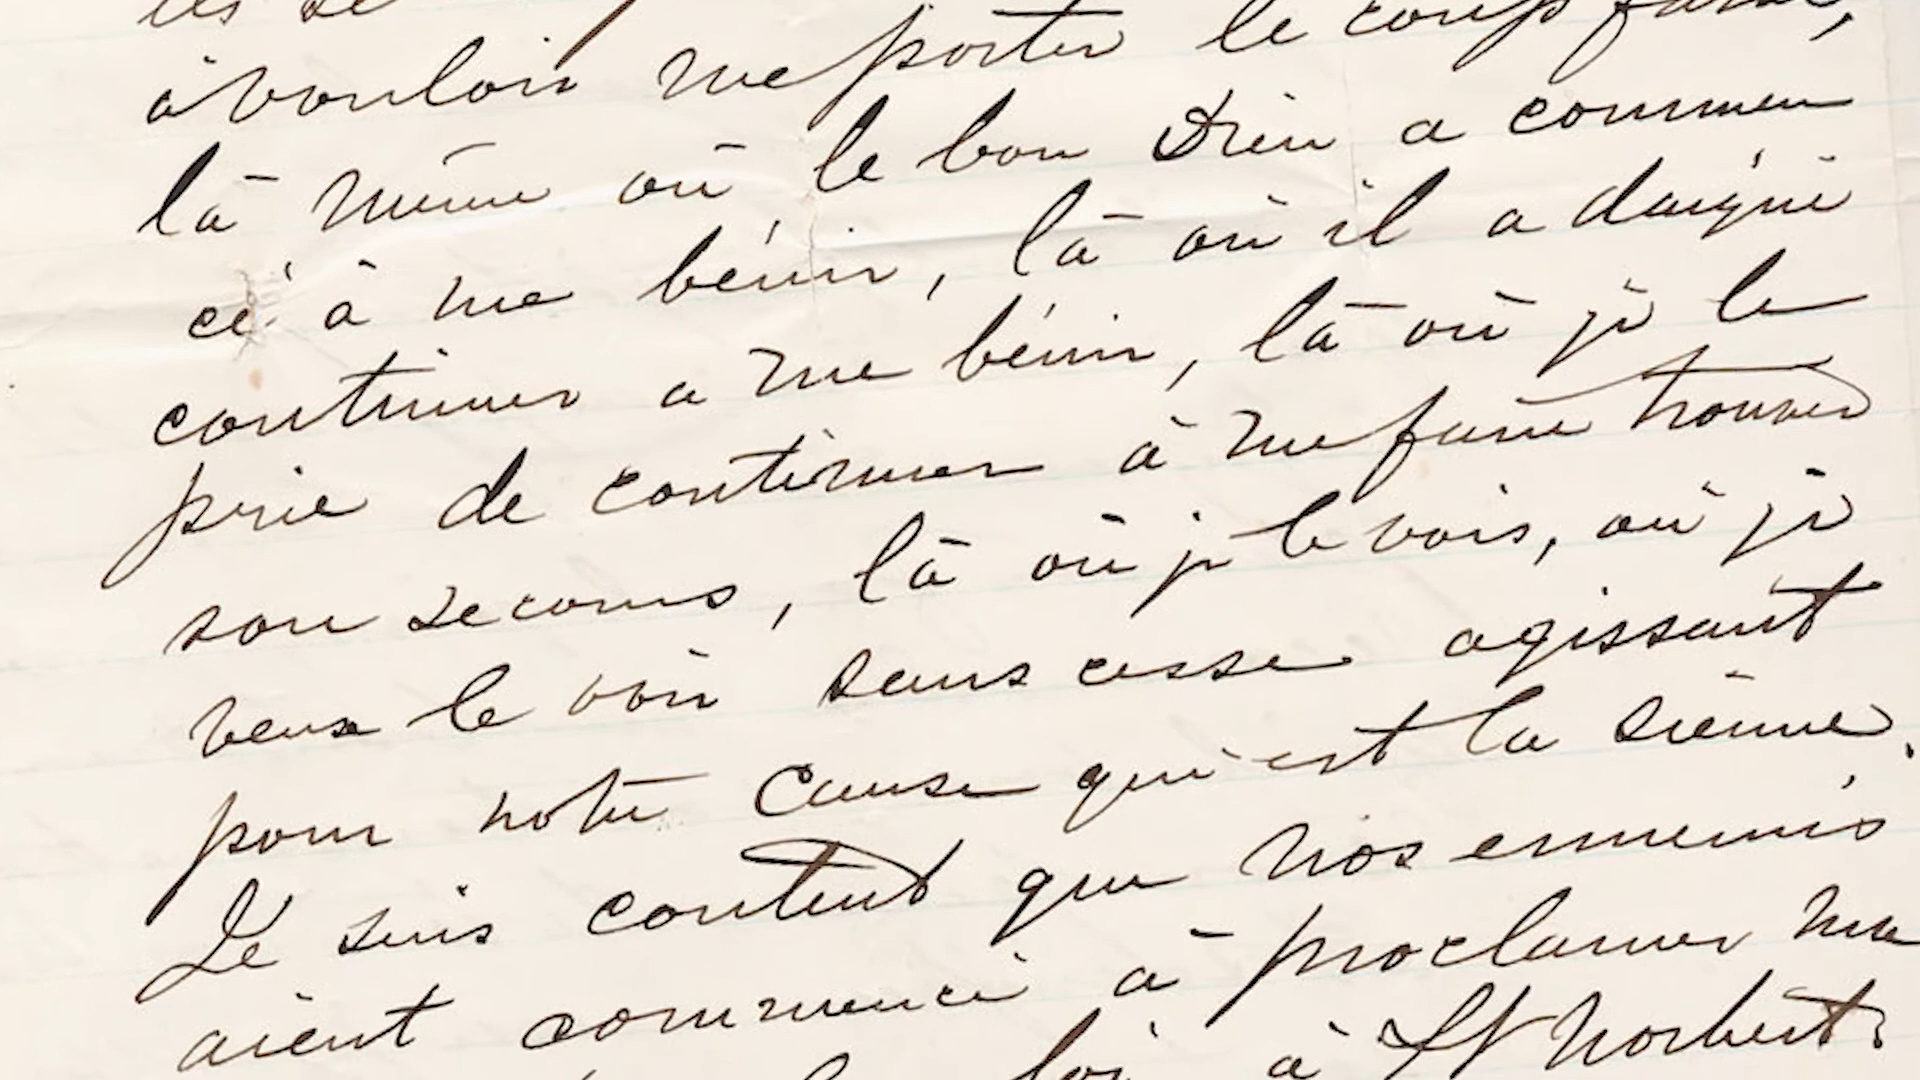 à vouloir me porter le coup fatal,
là même où le bon Dieu a commen
cé à me bénir, là où il a daigné
continuer a me bénir, là où je le
prie de continuer à me faire trouver
son secours, là où je le vois, où je
veux le voir sans cesse agissant
pour notre cause qui est la sienne.
Je suis content que nos ennemis
aient commencé à proclamer ma
à St Norbert.